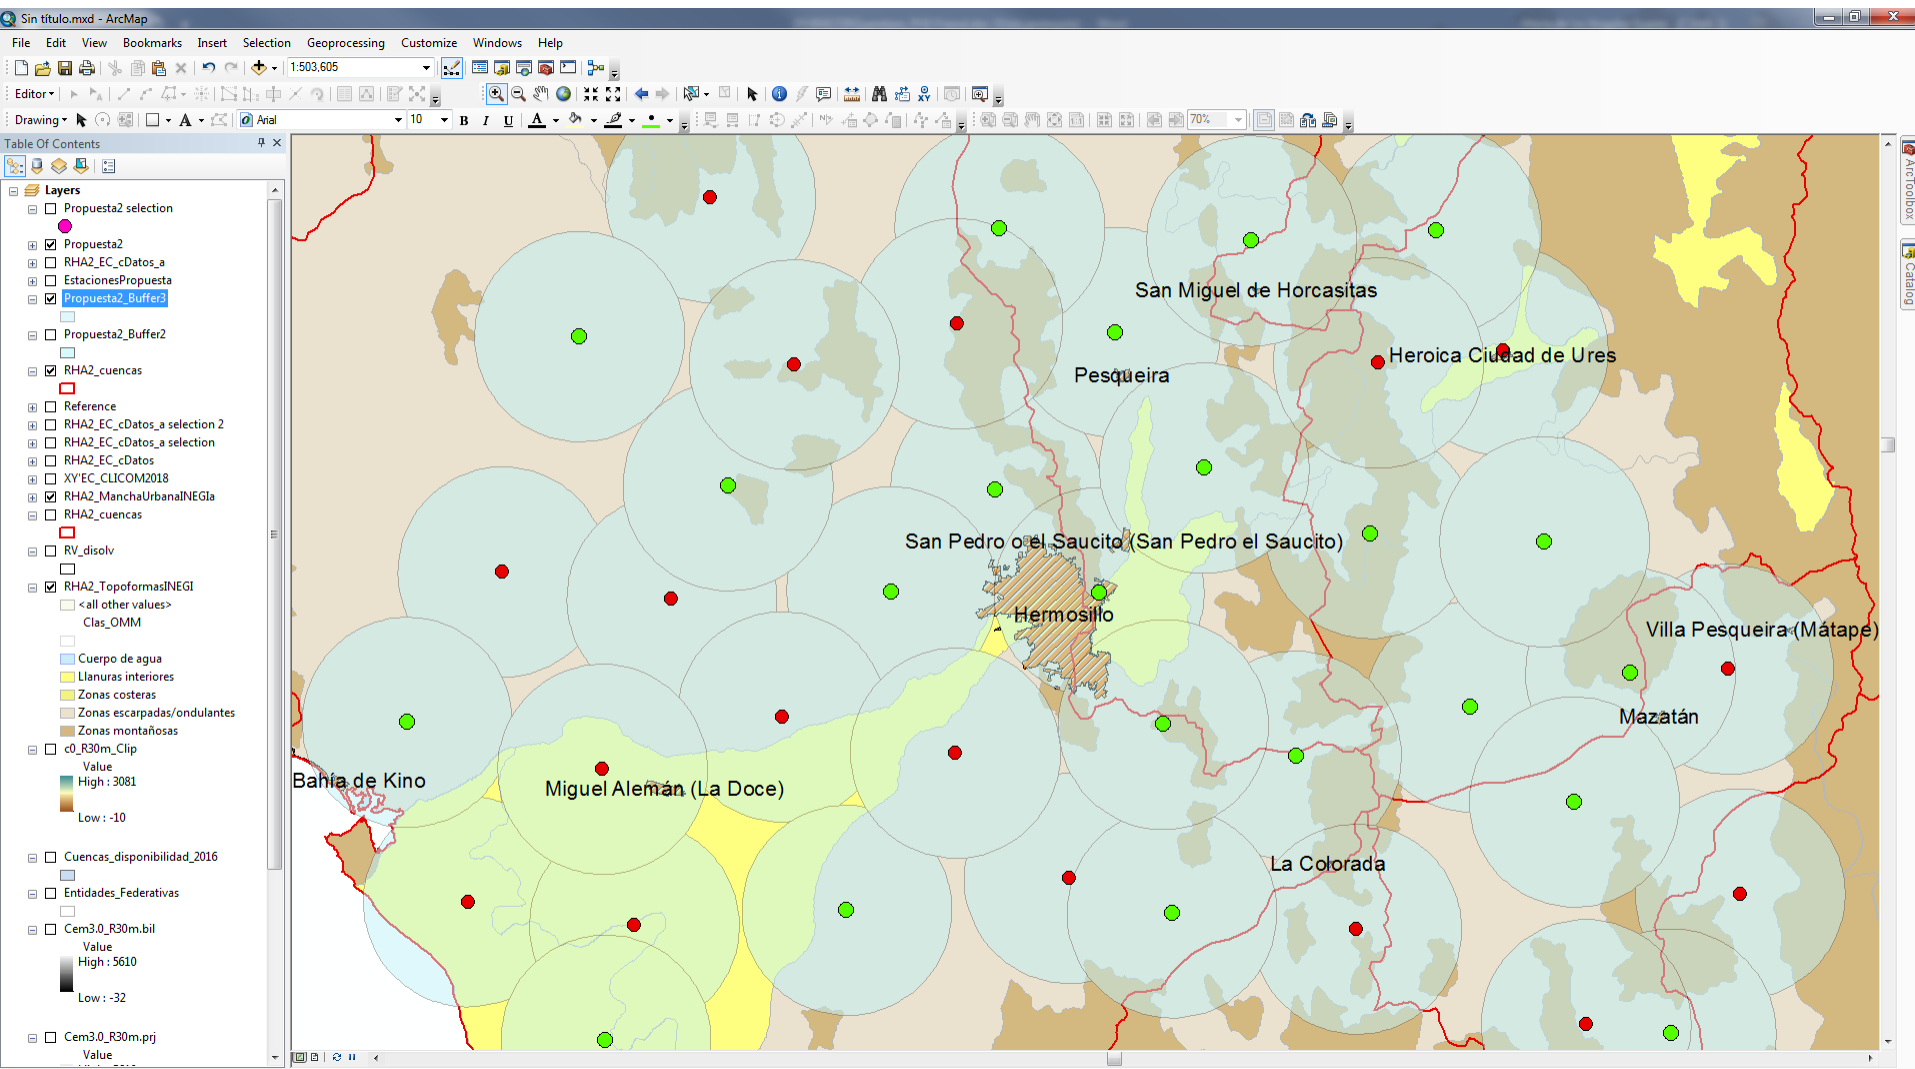 Sin título.mxd - ArcMap
File Edit View Bookmarks Insert Selection Geoprocessing Customize Windows Help
1:503,605
Editor
Drawing A Arial 10 B I U A 70%
Table Of Contents
Layers
Propuesta2 selection
Propuesta2
RHA2_EC_cDatos_a
EstacionesPropuesta
Propuesta2_Buffer3
Propuesta2_Buffer2
RHA2_cuencas
Reference
RHA2_EC_cDatos_a selection 2
RHA2_EC_cDatos_a selection
RHA2_EC_cDatos
XY'EC_CLICOM2018
RHA2_ManchaUrbanaINEGIa
RHA2_cuencas
RV_disolv
RHA2_TopoformasINEGI
<all other values>
Clas_OMM
Cuerpo de agua
Llanuras interiores
Zonas costeras
Zonas escarpadas/ondulantes
Zonas montañosas
c0_R30m_Clip
Value
High : 3081
Low : -10
Cuencas_disponibilidad_2016
Entidades_Federativas
Cem3.0_R30m.bil
Value
High : 5610
Low : -32
Cem3.0_R30m.prj
Value
San Miguel de Horcasitas
Heroica Ciudad de Ures
Pesqueira
San Pedro o el Saucito (San Pedro el Saucito)
Hermosillo
Villa Pesqueira (Mátape)
Mazatán
Bahía de Kino
Miguel Alemán (La Doce)
La Colorada
ArcToolbox
Catalog